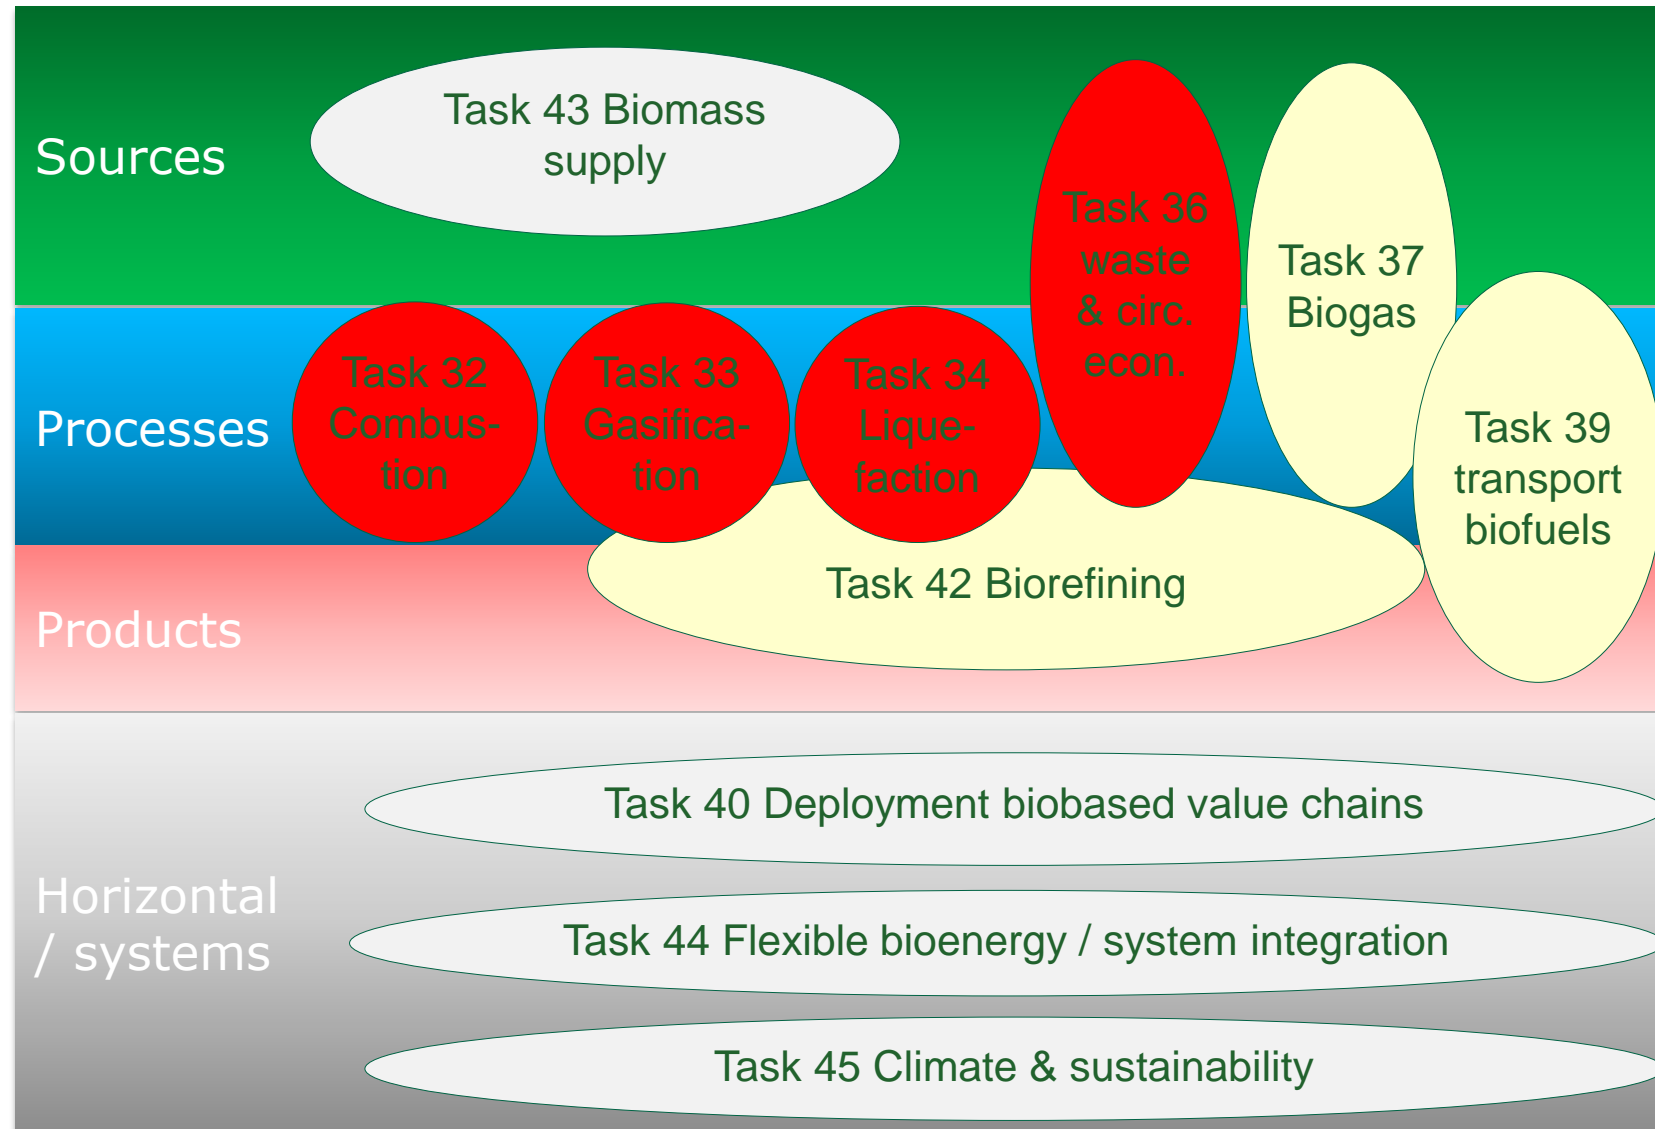 Sources
Task 43 Biomass
supply
Task 36
waste
& circ.
econ.
Task 37
Biogas
Processes
Task 32
Combus-
tion
Task 33
Gasifica-
tion
Task 34
Lique-
faction
Task 39
transport
biofuels
Products
Task 42 Biorefining
Horizontal
/ systems
Task 40 Deployment biobased value chains
Task 44 Flexible bioenergy / system integration
Task 45 Climate & sustainability